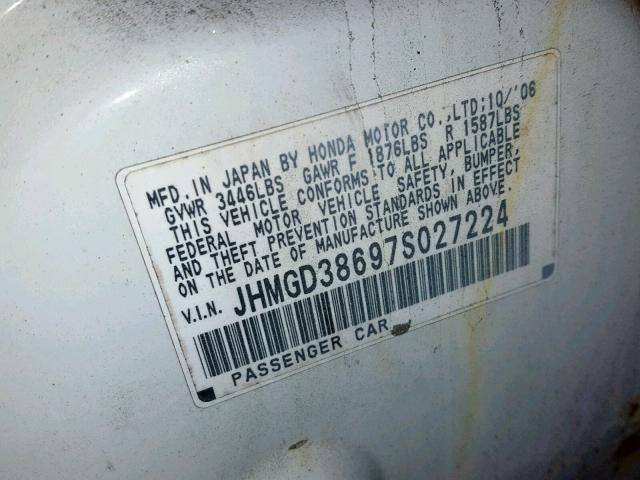 MFD. IN JAPAN BY HONDA MOTOR CO.,LTD;10/'06
GVWR 3446LBS GAWR F 1876LBS R 1587LBS
THIS VEHICLE CONFORMS TO ALL APPLICABLE
FEDERAL MOTOR VEHICLE SAFETY, BUMPER,
AND THEFT PREVENTION STANDARDS IN EFFECT
ON THE DATE OF MANUFACTURE SHOWN ABOVE.
V.I.N. JHMGD38697S027224
PASSENGER CAR